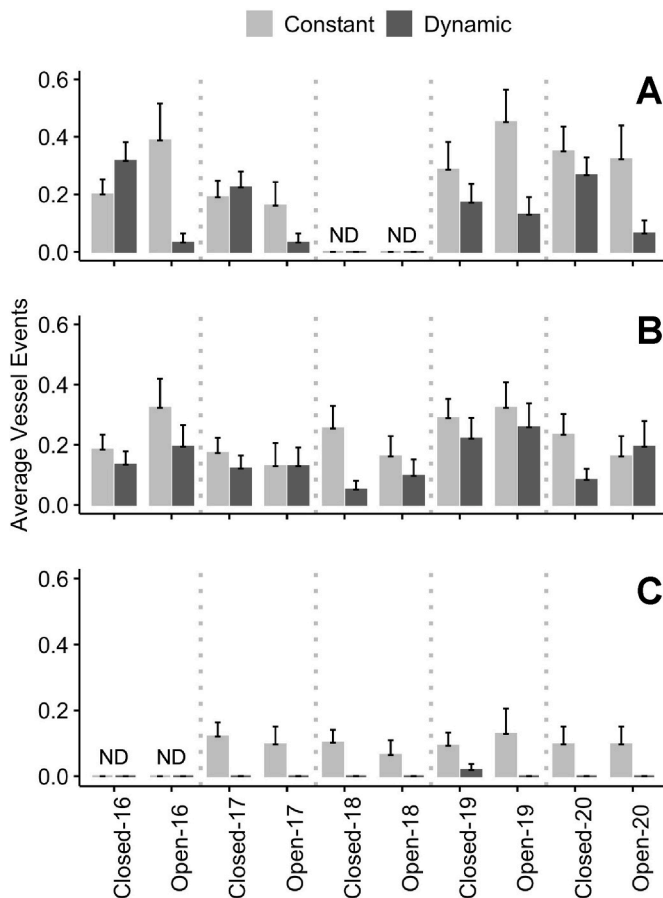 Constant Dynamic
A
0.6
0.4
0.2
0.0
ND ND
B
0.6
0.4
0.2
0.0
C
0.6
0.4
0.2
0.0
ND ND
Average Vessel Events
Closed-16
Open-16
Closed-17
Open-17
Closed-18
Open-18
Closed-19
Open-19
Closed-20
Open-20